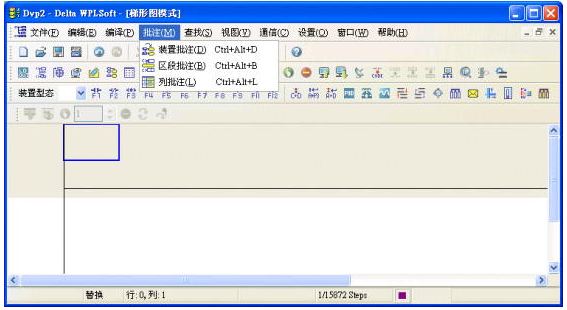 Dvp2 - Delta WPLSoft - [梯形图模式]
文件(F) 编辑(E) 编译(P) 批注(M) 查找(S) 视图(V) 通信(C) 设置(O) 窗口(W) 帮助(H)
装置批注(D) Ctrl+Alt+D
区段批注(B) Ctrl+Alt+B
列批注(L) Ctrl+Alt+L
装置型态 F1 F2 F3 F4 F5 F6 F7 F8 F9 F11 F12
1
替换 行: 0, 列: 1 1/15872 Steps